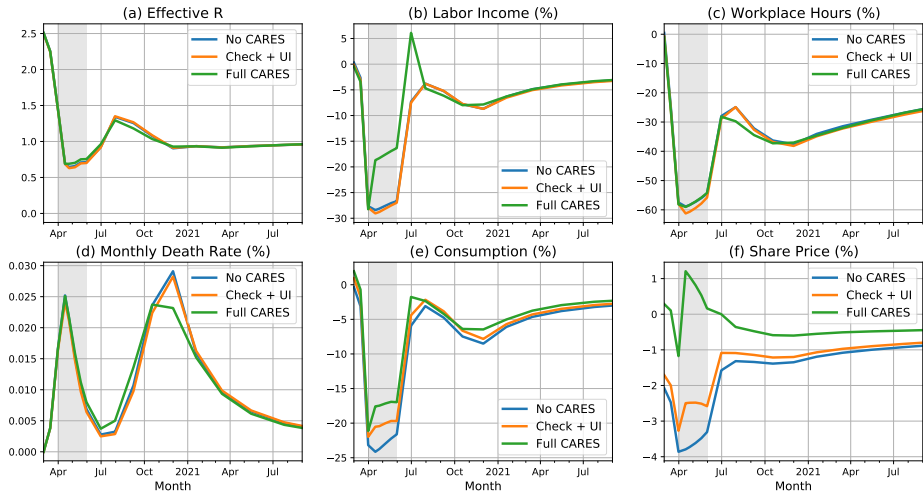 (a) Effective R
2.5
2.0
1.5
1.0
0.5
0.0
Apr Jul Oct 2021 Apr Jul
No CARES
Check + UI
Full CARES
(b) Labor Income (%)
5
0
−5
−10
−15
−20
−25
−30
Apr Jul Oct 2021 Apr Jul
No CARES
Check + UI
Full CARES
(c) Workplace Hours (%)
0
−10
−20
−30
−40
−50
−60
Apr Jul Oct 2021 Apr Jul
No CARES
Check + UI
Full CARES
(d) Monthly Death Rate (%)
0.030
0.025
0.020
0.015
0.010
0.005
0.000
Apr Jul Oct 2021 Apr Jul
Month
No CARES
Check + UI
Full CARES
(e) Consumption (%)
0
−5
−10
−15
−20
−25
Apr Jul Oct 2021 Apr Jul
Month
No CARES
Check + UI
Full CARES
(f) Share Price (%)
1
0
−1
−2
−3
−4
Apr Jul Oct 2021 Apr Jul
Month
No CARES
Check + UI
Full CARES